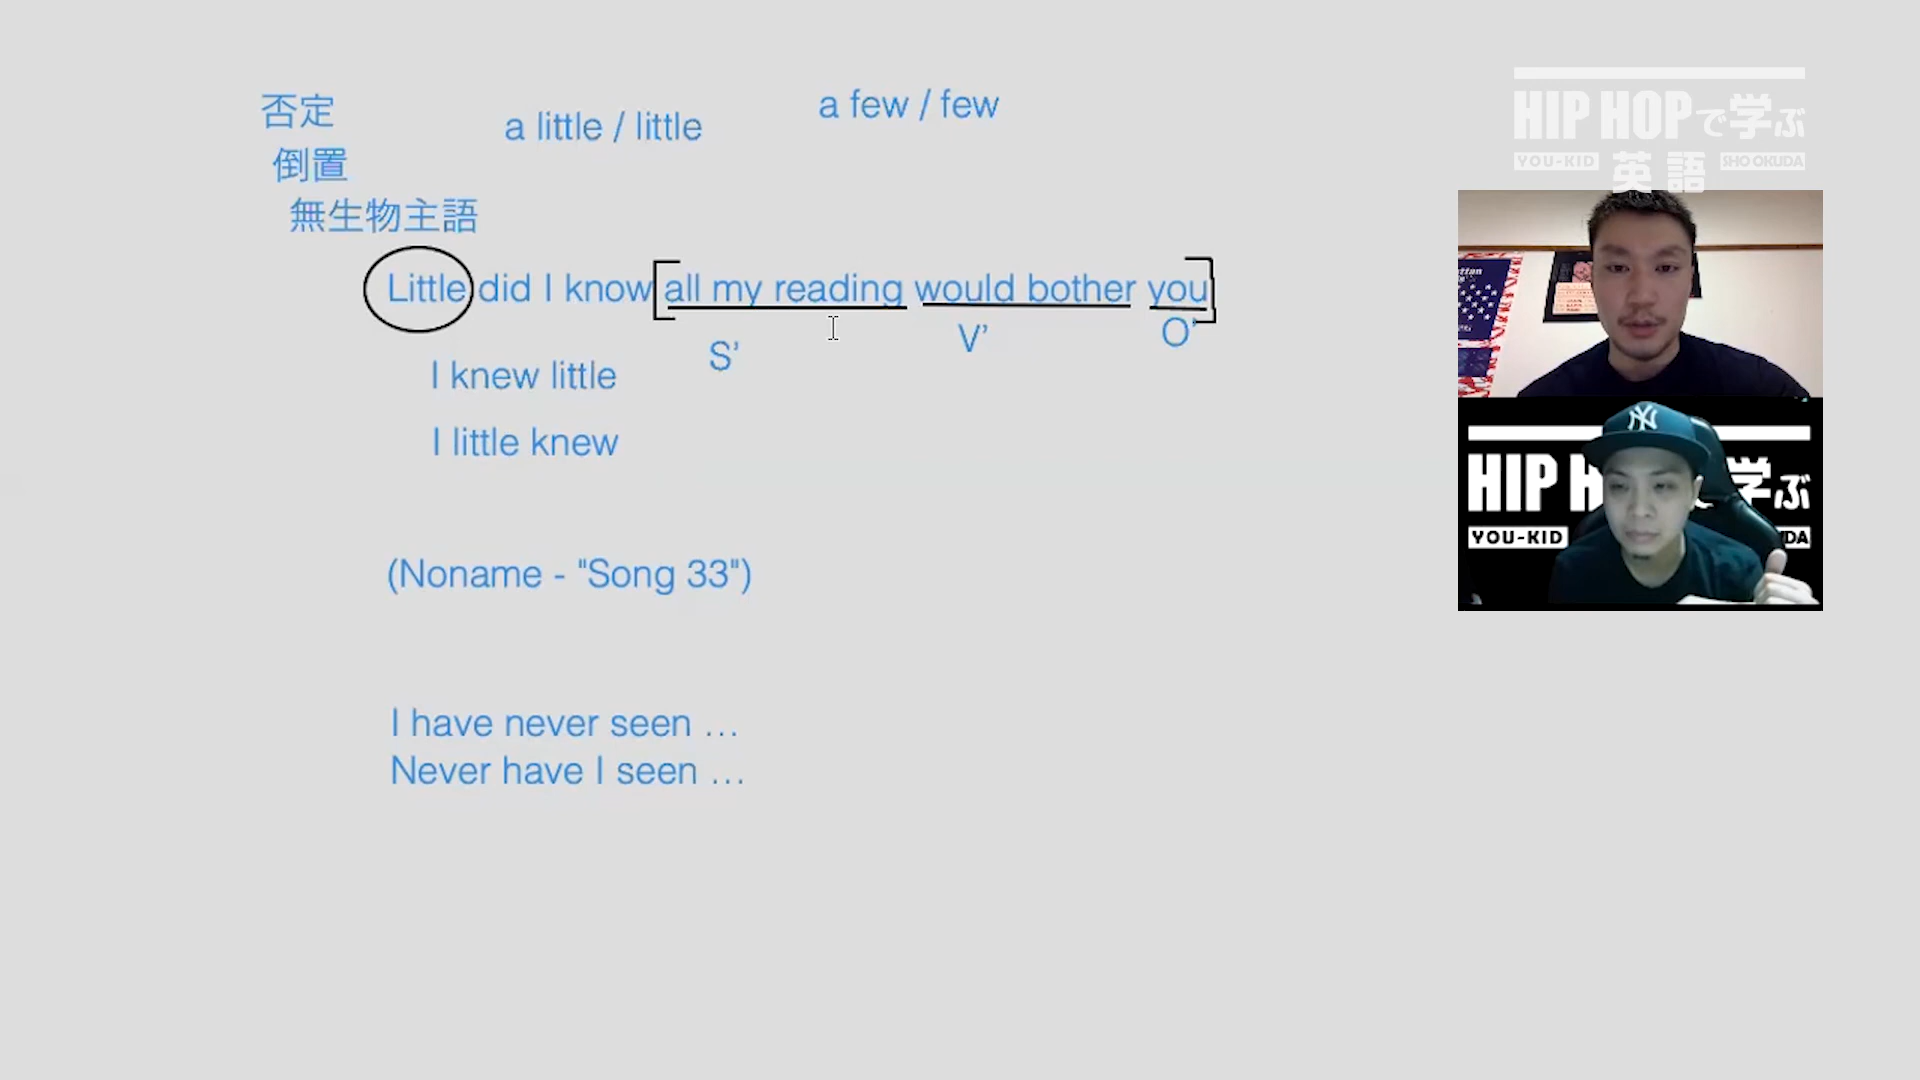 否定
倒置
無生物主語
a little / little
a few / few
Little did I know all my reading would bother you
S’
V’
O’
I knew little
I little knew
(Noname - "Song 33")
I have never seen …
Never have I seen …
HIP HOPで学ぶ
YOU-KID 英語 SHO OKUDA
NY
HIP H 学ぶ
YOU-KID